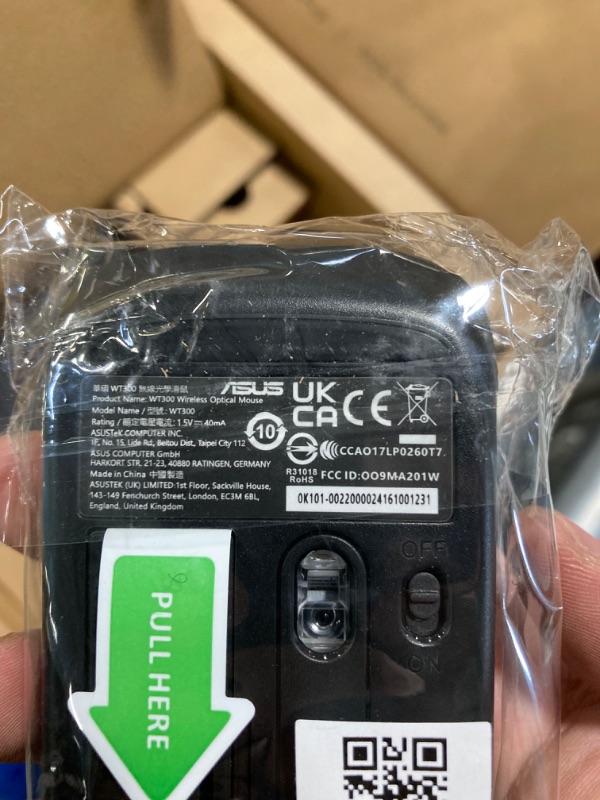 華碩 WT300 無線光學滑鼠
Product Name: WT300 Wireless Optical Mouse
Model Name / 型號: WT300
Rating / 額定電壓電流: 1.5V⎓ 40mA
ASUSTeK COMPUTER INC.
1F, No. 15, Lide Rd., Beitou Dist., Taipei City 112
ASUS COMPUTER GmbH
HARKORT STR. 21-23, 40880 RATINGEN, GERMANY
Made in China 中國製造
ASUSTEK (UK) LIMITED 1st Floor, Sackville House,
143-149 Fenchurch Street, London, EC3M 6BL,
England, United Kingdom
ASUS
UK
CA
CE
10
CCAO17LP0260T7
R31018
RoHS
FCC ID: OO9MA201W
0K101-0022000024161001231
OFF
ON
PULL HERE